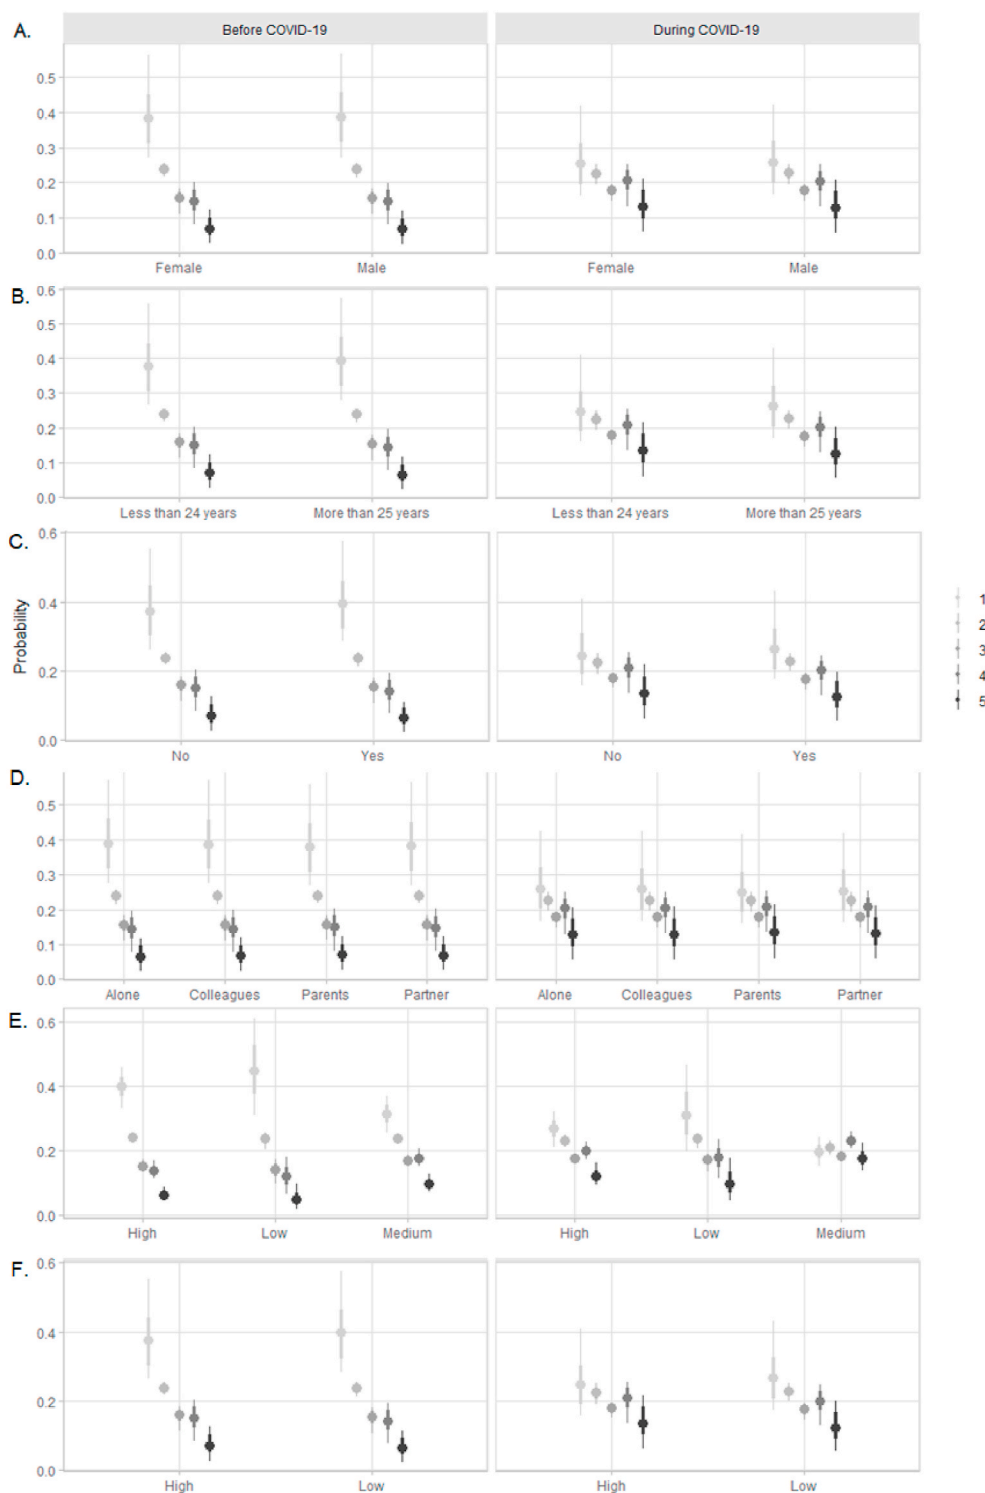 A.
Before COVID-19 During COVID-19
0.5
0.4
0.3
0.2
0.1
0.0
Female Male Female Male
B.
0.6
0.5
0.4
0.3
0.2
0.1
0.0
Less than 24 years More than 25 years Less than 24 years More than 25 years
C.
0.6
0.4
0.2
0.0
Probability
No Yes No Yes
1
2
3
4
5
D.
0.5
0.4
0.3
0.2
0.1
0.0
Alone Colleagues Parents Partner Alone Colleagues Parents Partner
E.
0.6
0.4
0.2
0.0
High Low Medium High Low Medium
F.
0.6
0.4
0.2
0.0
High Low High Low